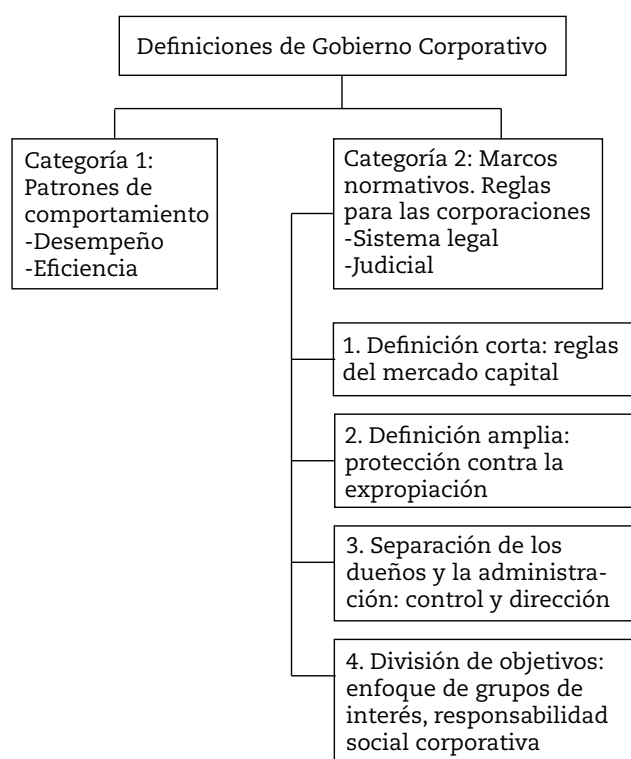 Definiciones de Gobierno Corporativo
Categoría 1:
Patrones de
comportamiento
-Desempeño
-Eficiencia
Categoría 2: Marcos
normativos. Reglas
para las corporaciones
-Sistema legal
-Judicial
1. Definición corta: reglas
del mercado capital
2. Definición amplia:
protección contra la
expropiación
3. Separación de los
dueños y la administra-
ción: control y dirección
4. División de objetivos:
enfoque de grupos de
interés, responsabilidad
social corporativa